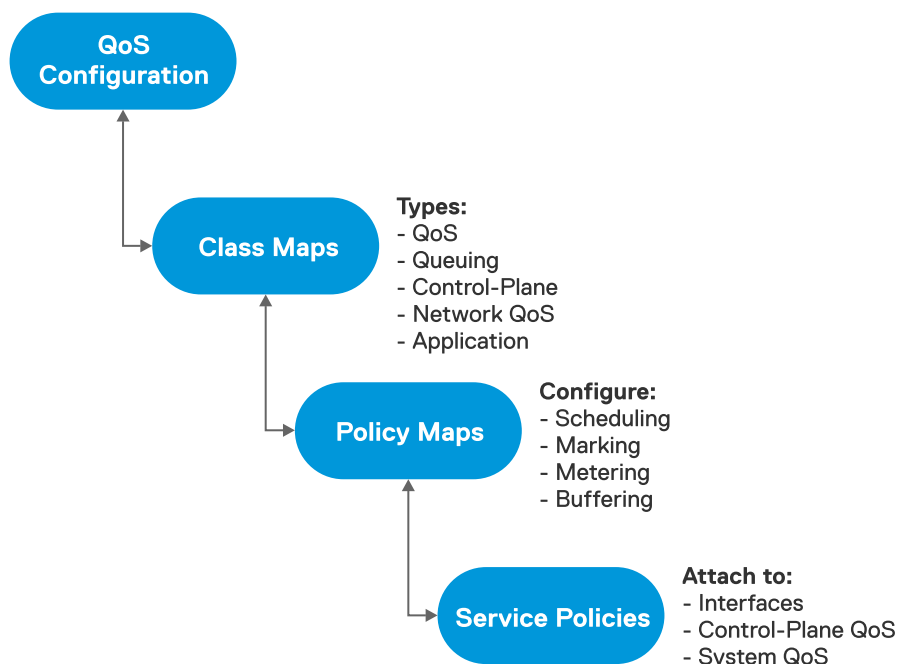 QoS
Configuration
Class Maps
Types:
- QoS
- Queuing
- Control-Plane
- Network QoS
- Application
Policy Maps
Configure:
- Scheduling
- Marking
- Metering
- Buffering
Service Policies
Attach to:
- Interfaces
- Control-Plane QoS
- System QoS